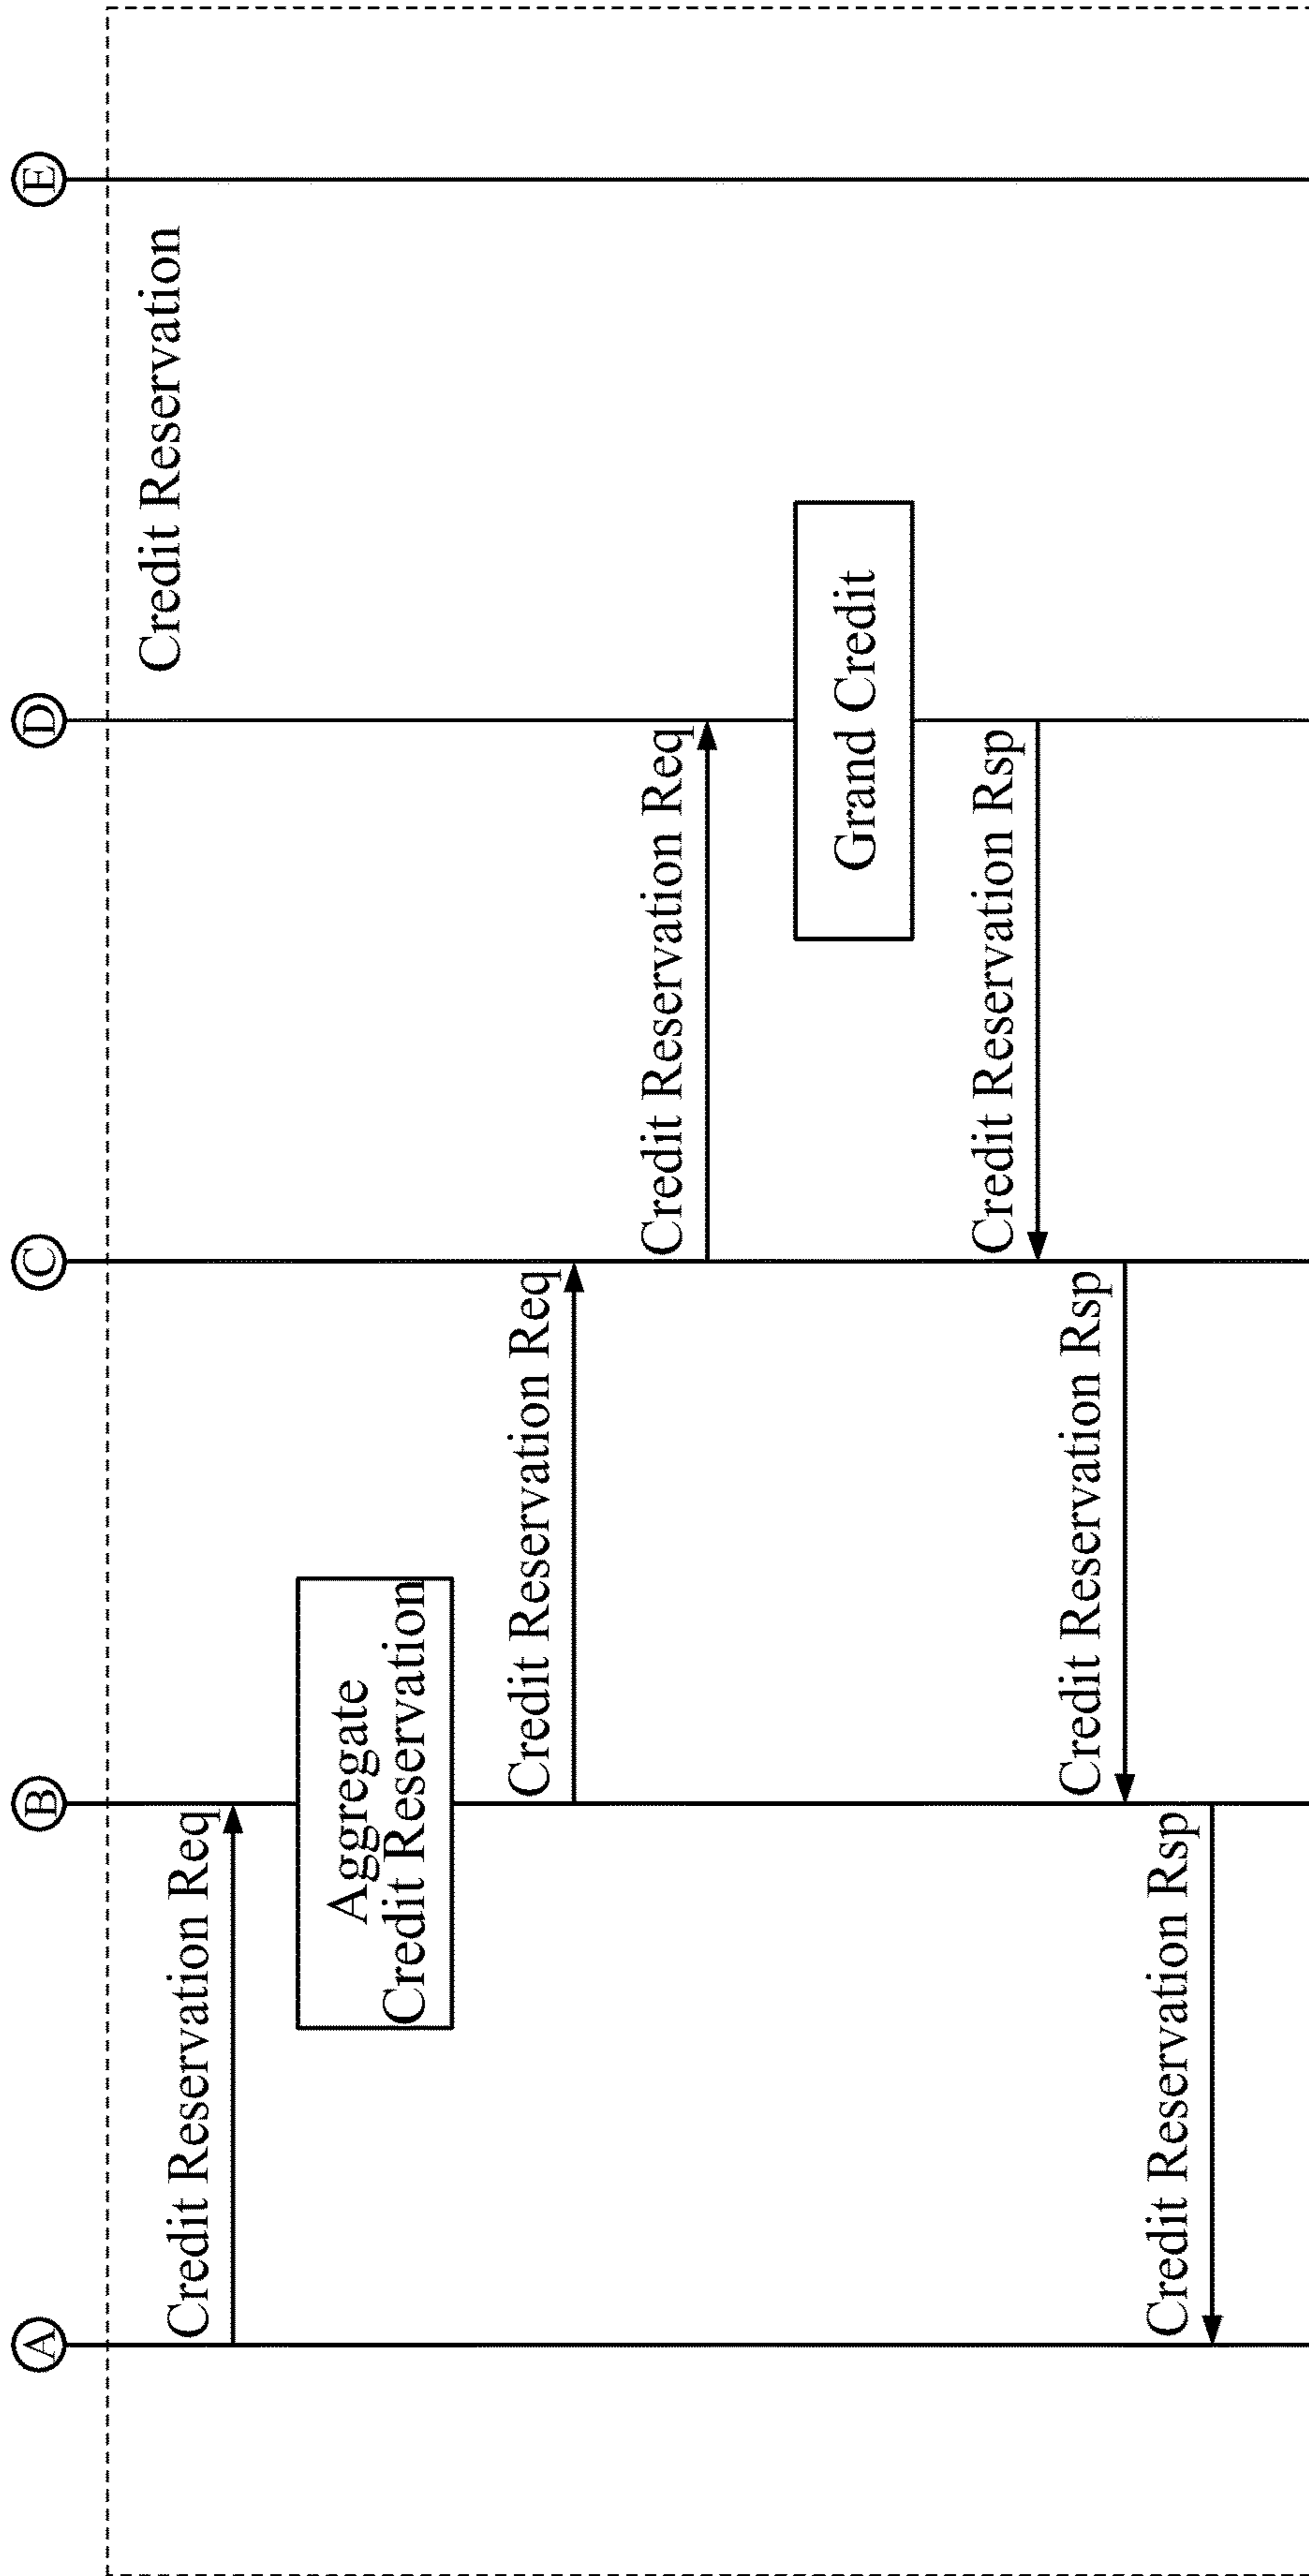 A
B
C
D
E
Credit Reservation
Credit Reservation Req
Aggregate
Credit Reservation
Credit Reservation Req
Credit Reservation Req
Grand Credit
Credit Reservation Rsp
Credit Reservation Rsp
Credit Reservation Rsp